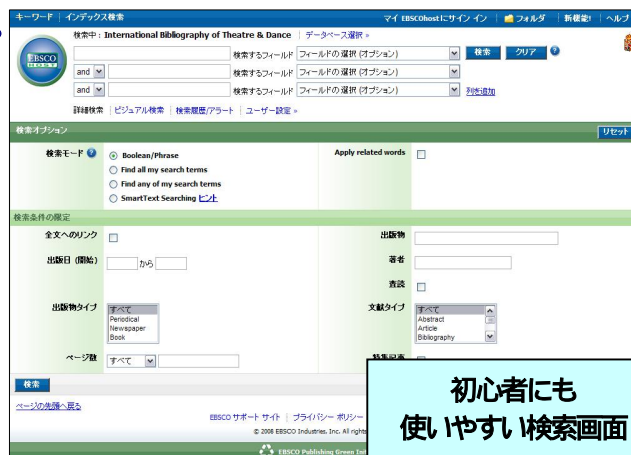 キーワード | インデックス検索 マイ EBSCOhostにサイン イン | フォルダ | 新機能! | ヘルプ
検索中 : International Bibliography of Theatre & Dance | データベース選択 »
EBSCO HOST 検索するフィールド フィールドの選択 (オプション) 検索 クリア ?
and 検索するフィールド フィールドの選択 (オプション)
and 検索するフィールド フィールドの選択 (オプション) 列を追加
詳細検索 | ビジュアル検索 | 検索履歴/アラート | ユーザー設定 »
検索オプション リセット
検索モード ? Boolean/Phrase Apply related words
Find all my search terms
Find any of my search terms
SmartText Searching ヒント
検索条件の限定
全文へのリンク 出版物
出版日 (開始) から 著者
査読
出版物タイプ すべて 文献タイプ すべて
Periodical Abstract
Newspaper Article
Book Bibliography
ページ数 すべて
検索
ページの先頭へ戻る
EBSCO サポート サイト | プライバシー ポリシー
© 2008 EBSCO Industries, Inc. All rights
EBSCO Publishing Green
初心者にも
使いやすい検索画面